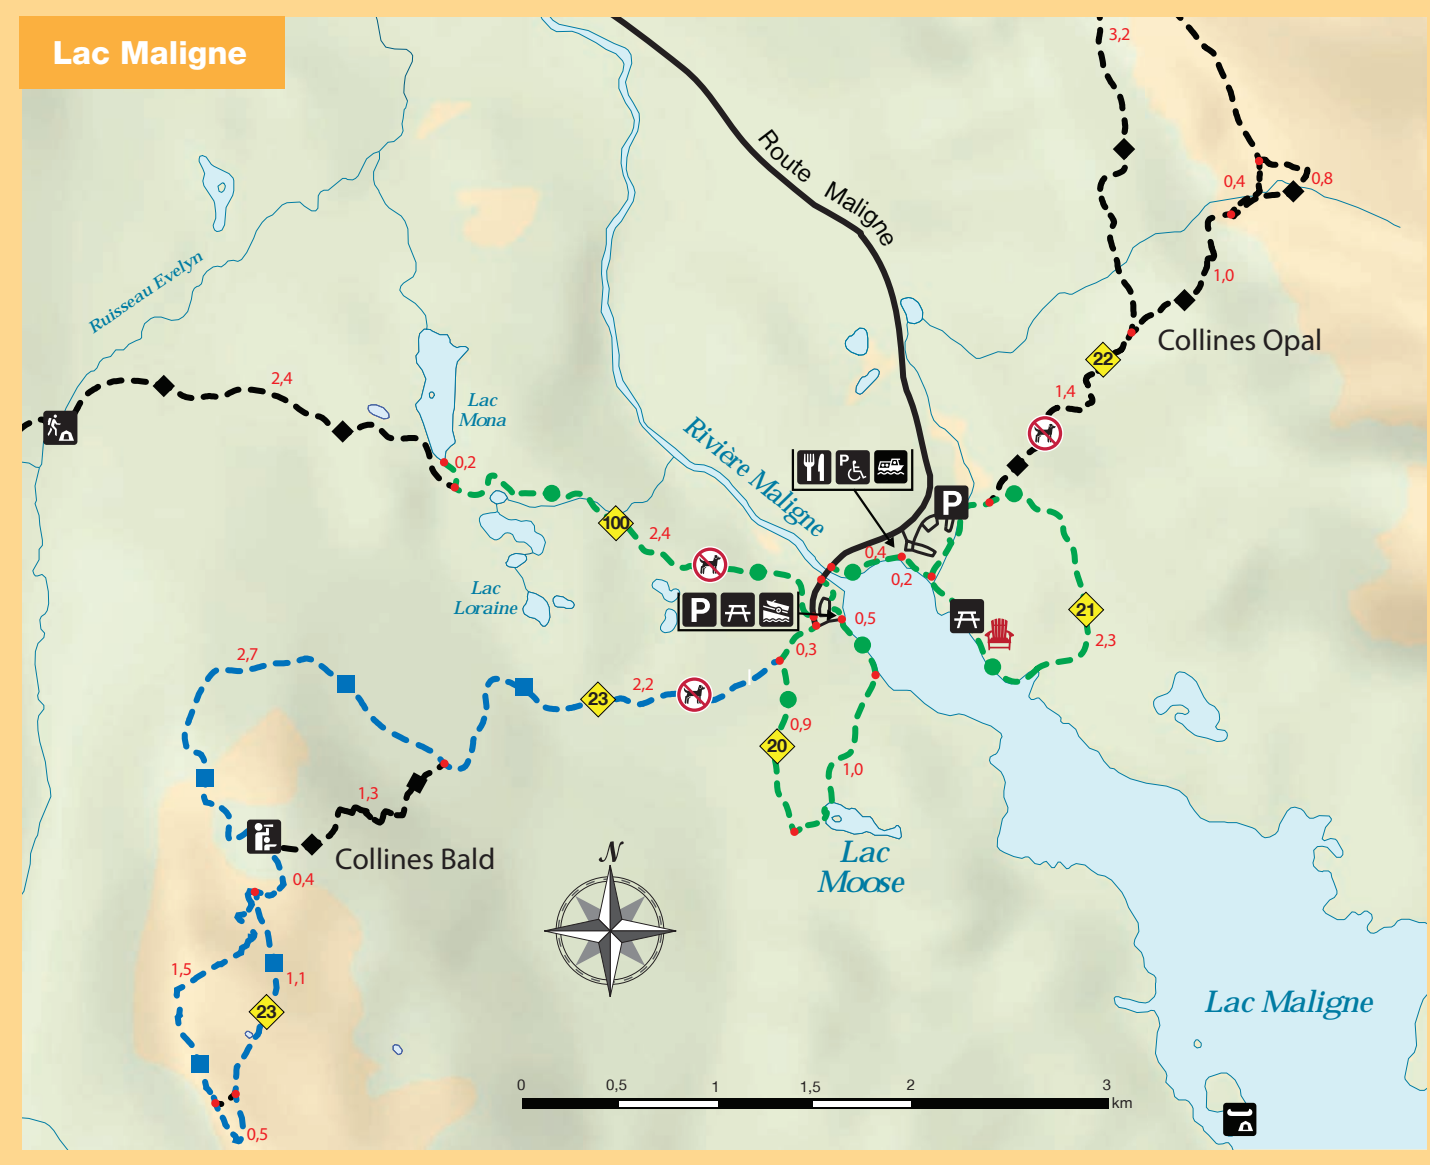 Lac Maligne
3,2
Route Maligne
0,4
0,8
Ruisseau Evelyn
1,0
Collines Opal
22
2,4
1,4
Lac
Mona
Rivière Maligne
0,2
P
P
100
2,4
0,4
0,2
Lac
Loraine
P
0,5
21
2,3
0,3
2,7
2,2
23
0,9
20
1,0
1,3
Collines Bald
N
Lac
Moose
0,4
1,5
1,1
23
Lac Maligne
0 0,5 1 1,5 2 3
km
0,5